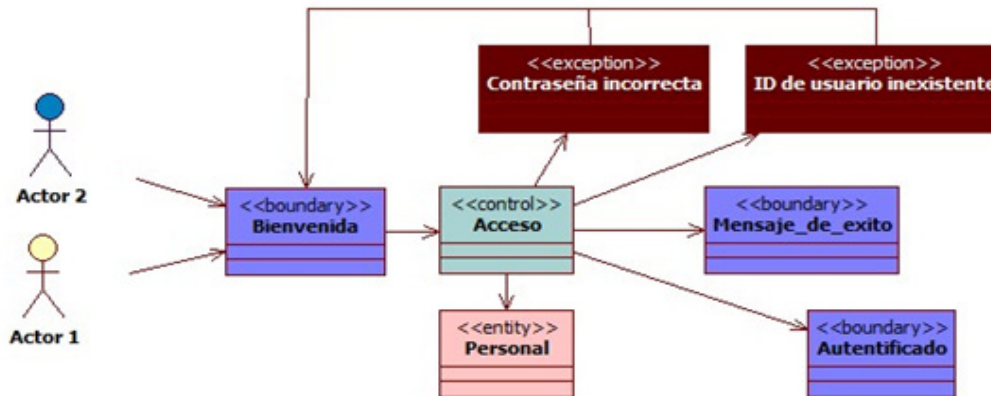 <<exception>>
Contraseña incorrecta
<<exception>>
ID de usuario inexistente
Actor 2
<<boundary>>
Bienvenida
<<control>>
Acceso
<<boundary>>
Mensaje_de_exito
Actor 1
<<entity>>
Personal
<<boundary>>
Autentificado